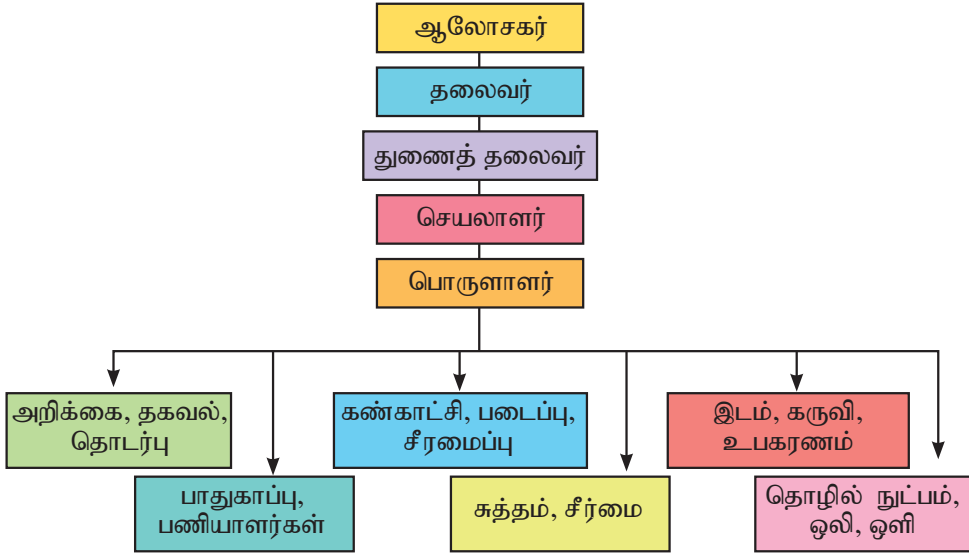 ஆலோசகர்
தலைவர்
துணைத் தலைவர்
செயலாளர்
பொருளாளர்
அறிக்கை, தகவல்,
தொடர்பு
கண்காட்சி, படைப்பு,
சீரமைப்பு
இடம், கருவி,
உபகரணம்
பாதுகாப்பு,
பணியாளர்கள்
சுத்தம், சீர்மை
தொழில் நுட்பம்,
ஒலி, ஒளி